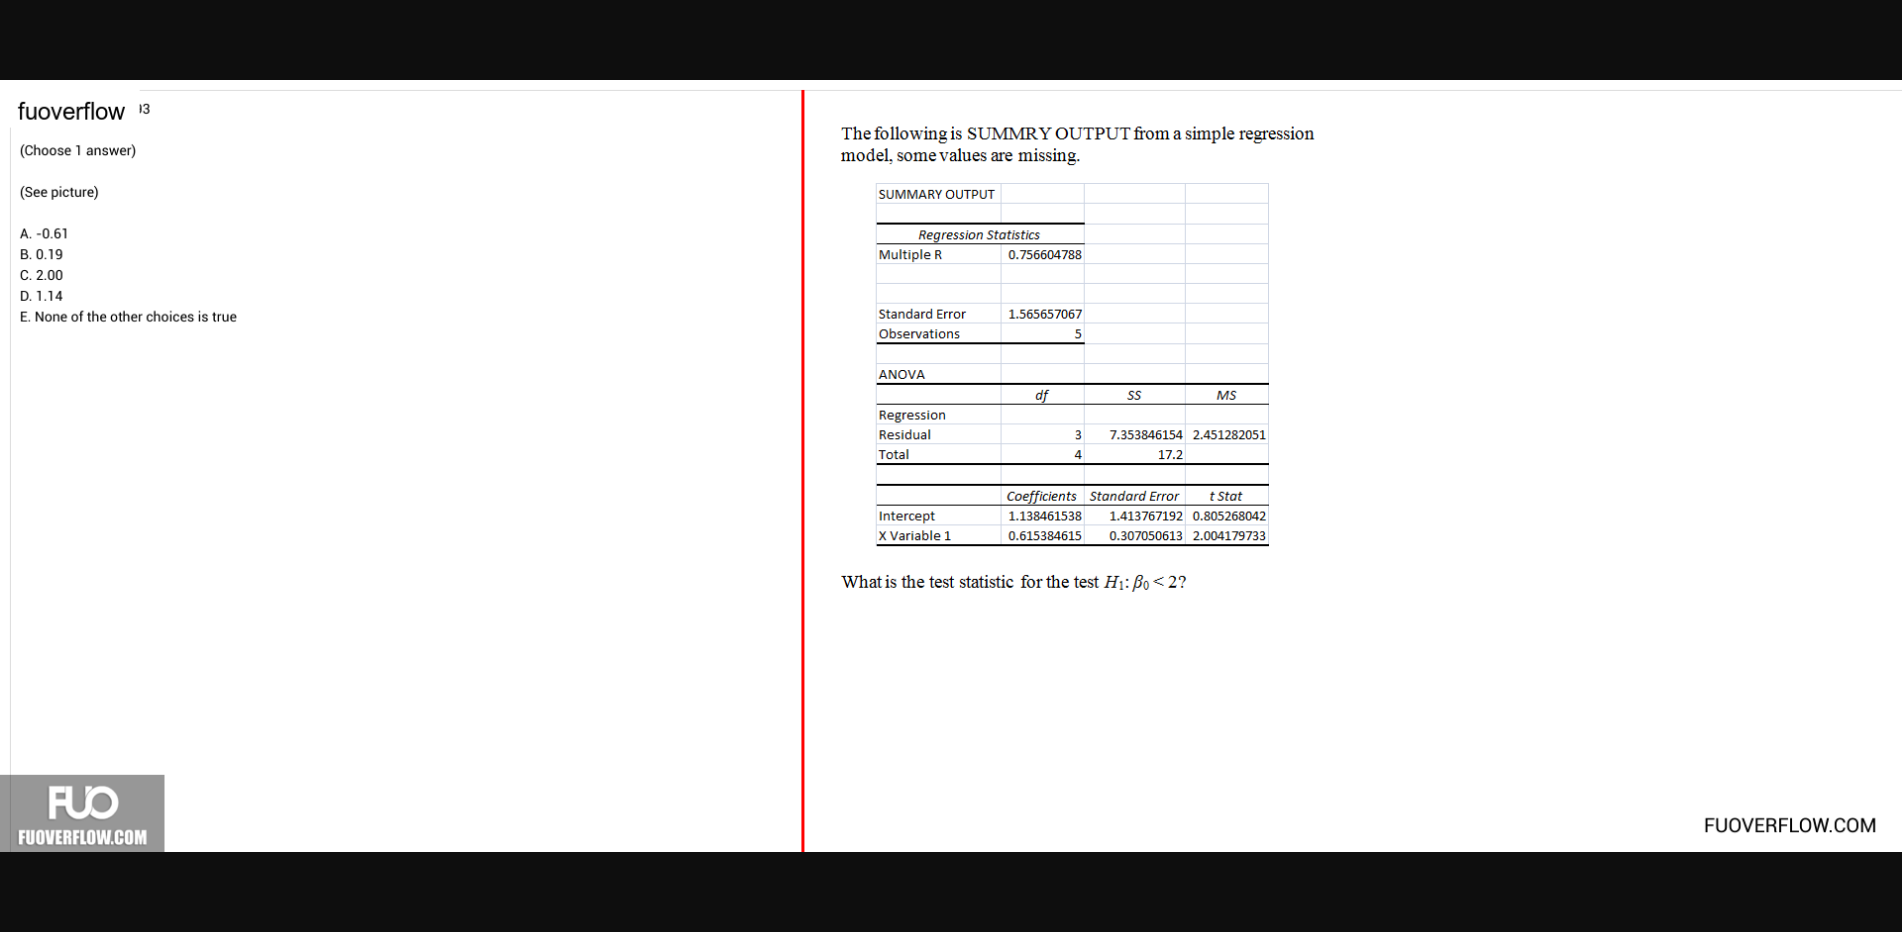 fuoverflow 13
(Choose 1 answer)
(See picture)
A. -0.61
B. 0.19
C. 2.00
D. 1.14
E. None of the other choices is true
FUO
FUOVERFLOW.COM
The following is SUMMRY OUTPUT from a simple regression
model, some values are missing.
SUMMARY OUTPUT
Regression Statistics
Multiple R 0.756604788
Standard Error 1.565657067
Observations 5
ANOVA
df SS MS
Regression
Residual 3 7.353846154 2.451282051
Total 4 17.2
Coefficients Standard Error t Stat
Intercept 1.138461538 1.413767192 0.805268042
X Variable 1 0.615384615 0.307050613 2.004179733
What is the test statistic for the test H₁: β₀ < 2?
FUOVERFLOW.COM